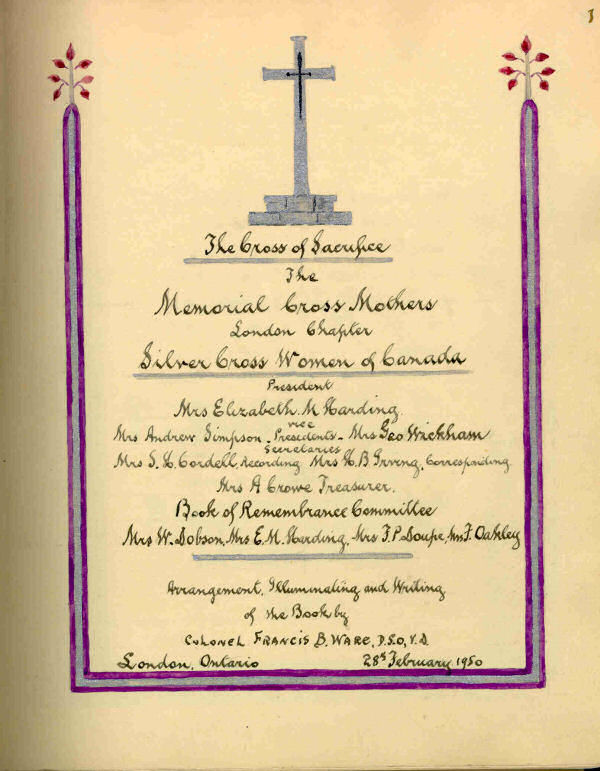 3
The Cross of Sacrifice
The
Memorial Cross Mothers
London Chapter
Silver Cross Women of Canada
President
Mrs Elizabeth. M Harding.
Mrs Andrew Simpson - vice Presidents - Mrs Geo Wickham
Secretaries
Mrs S. H. Cordell, Recording Mrs H. B Irving, Corresponding
Mrs A Crowe Treasurer.
Book of Remembrance Committee
Mrs W. Dobson, Mrs E. M. Harding, Mrs F. P. Doupe, F. Oakley
Arrangement, Illuminating and Writing
of the Book by
Colonel FRANCIS B. WARE, D.S.O, V.D.
London, Ontario 28th February 1950